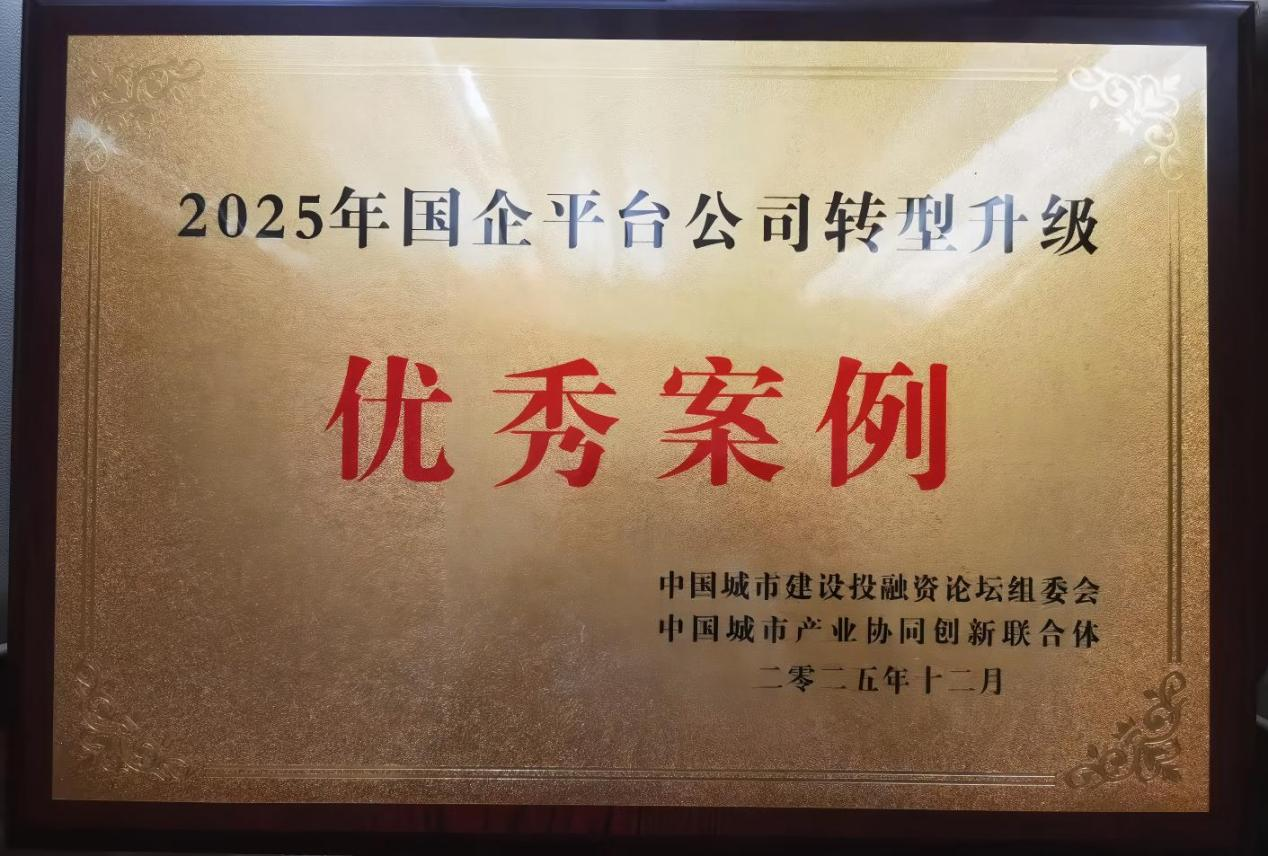 2025年国企平台公司转型升级
优秀案例
中国城市建设投融资论坛组委会
中国城市产业协同创新联合体
二零二五年十二月